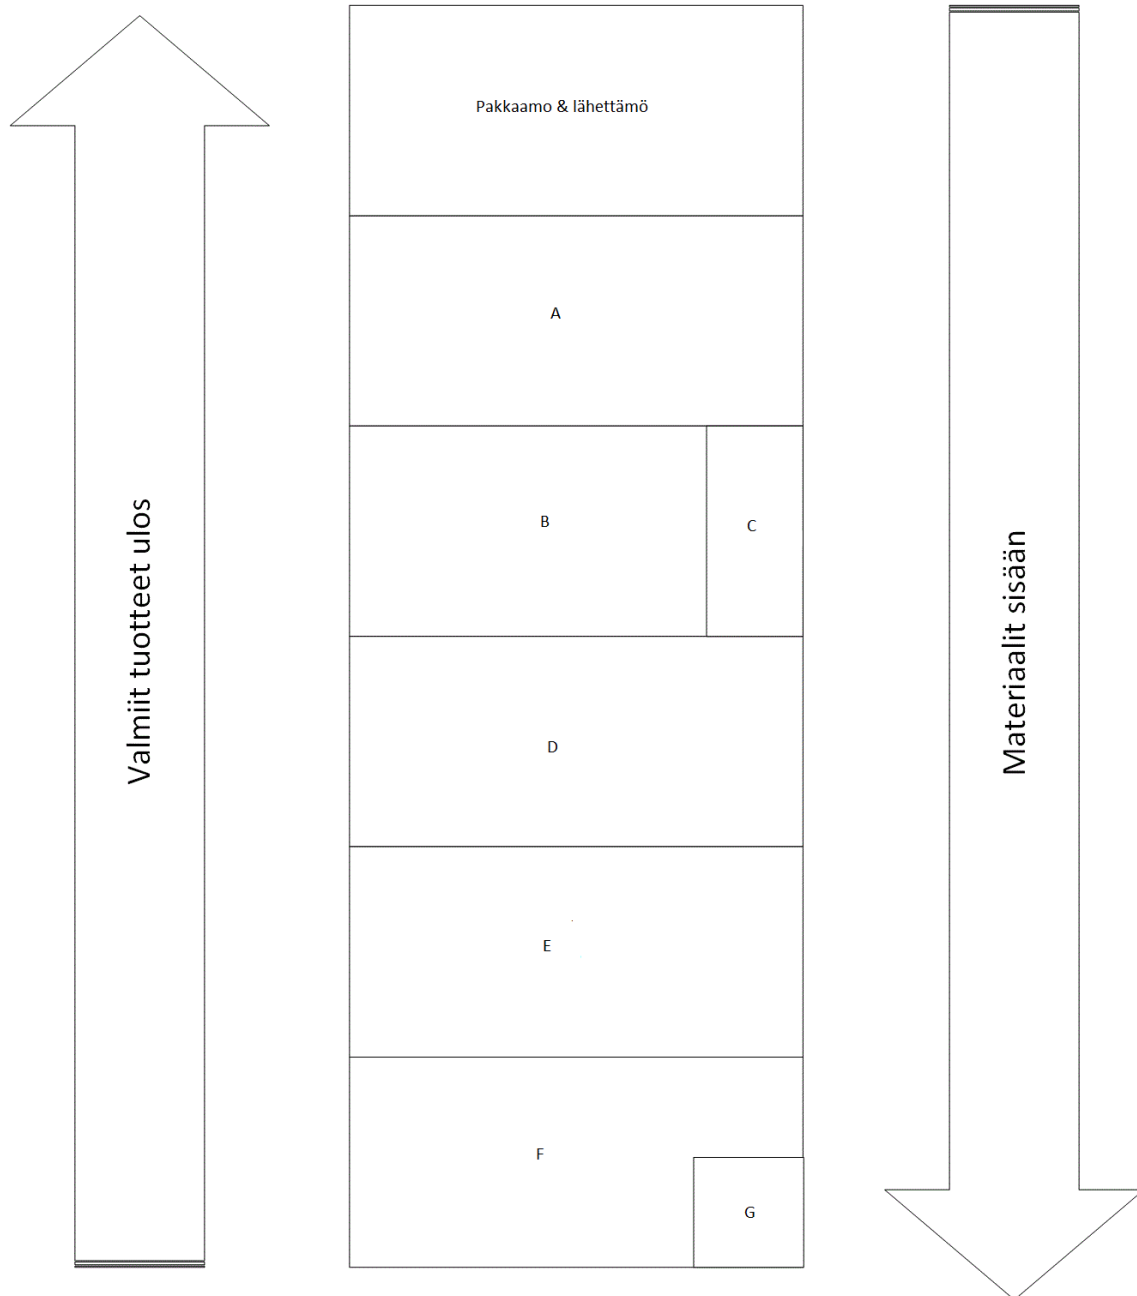 Pakkaamo & lähettämö
A
B
C
D
E
F
G
Valmiit tuotteet ulos
Materiaalit sisään